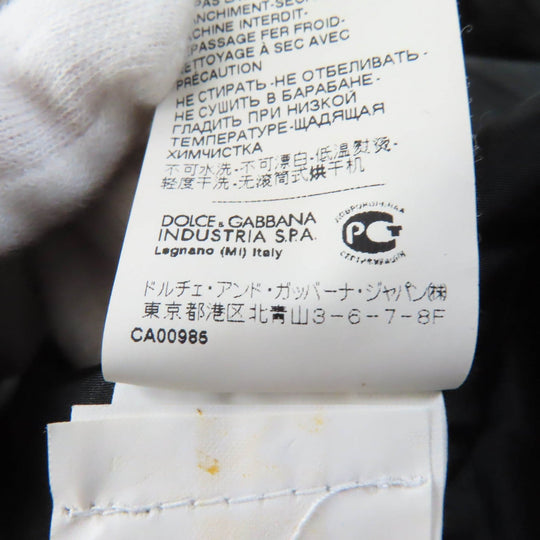 MACHINE INTERDIT-
REPASSAGE FER FROID-
NETTOYAGE À SEC AVEC
PRÉCAUTION
НЕ СТИРАТЬ-НЕ ОТБЕЛИВАТЬ-
НЕ СУШИТЬ В БАРАБАНЕ-
ГЛАДИТЬ ПРИ НИЗКОЙ
ТЕМПЕРАТУРЕ-ЩАДЯЩАЯ
ХИМЧИСТКА
不可水洗-不可漂白-低温熨烫-
轻度干洗-无滚筒式烘干机
DOLCE & GABBANA
INDUSTRIA S.P.A.
Legnano (MI) Italy
PCT
ドルチェ・アンド・ガッバーナ・ジャパン㈱
東京都港区北青山3-6-7-8F
CA00985